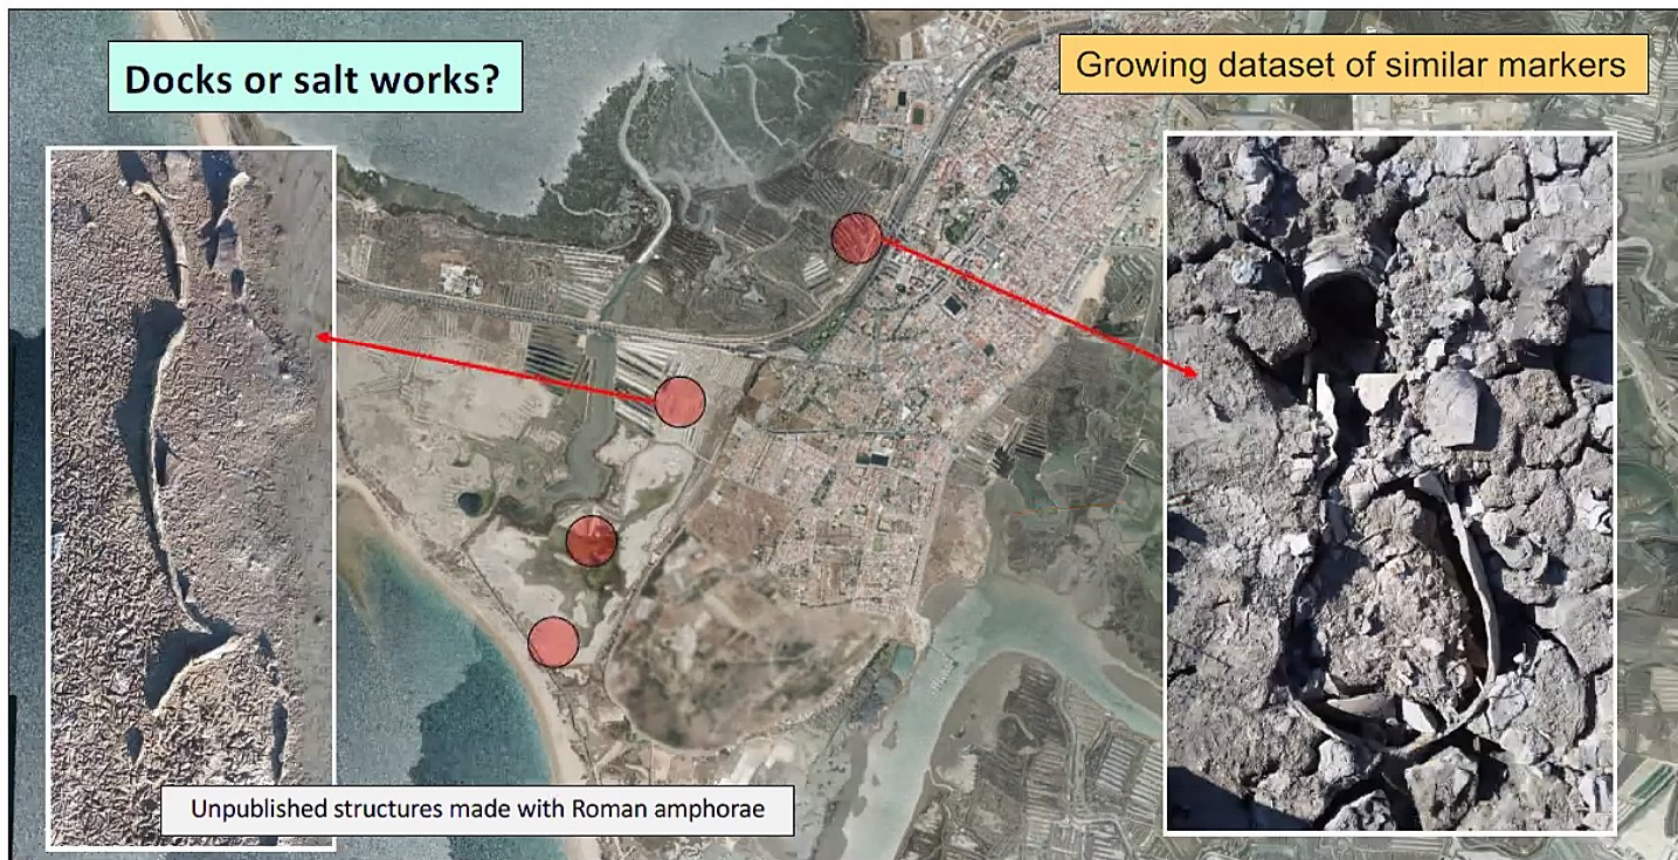 Docks or salt works?
Growing dataset of similar markers
Unpublished structures made with Roman amphorae